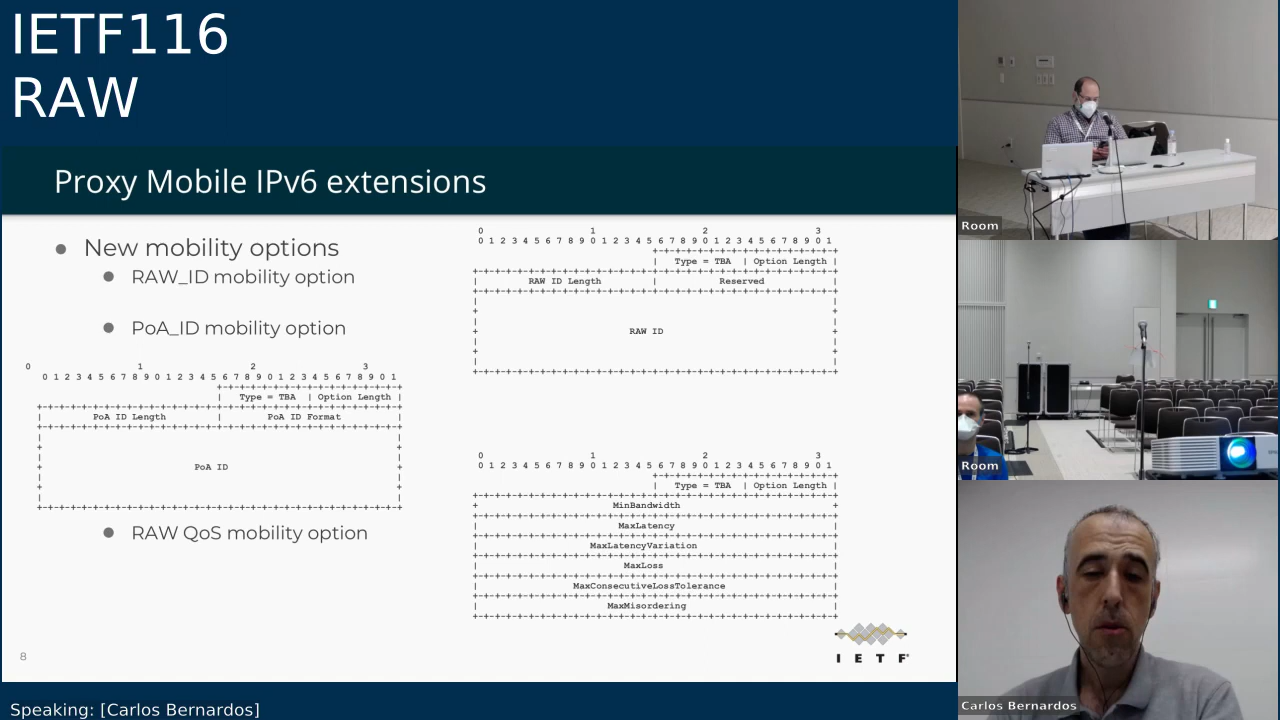 IETF116
RAW
Proxy Mobile IPv6 extensions
● New mobility options
● RAW_ID mobility option
● PoA_ID mobility option
0                   1                   2                   3
0 1 2 3 4 5 6 7 8 9 0 1 2 3 4 5 6 7 8 9 0 1 2 3 4 5 6 7 8 9 0 1
| Type = TBA | Option Length |
| PoA ID Length | PoA ID Format |
PoA ID
● RAW QoS mobility option
0                   1                   2                   3
0 1 2 3 4 5 6 7 8 9 0 1 2 3 4 5 6 7 8 9 0 1 2 3 4 5 6 7 8 9 0 1
| Type = TBA | Option Length |
| RAW ID Length | Reserved |
RAW ID
0                   1                   2                   3
0 1 2 3 4 5 6 7 8 9 0 1 2 3 4 5 6 7 8 9 0 1 2 3 4 5 6 7 8 9 0 1
| Type = TBA | Option Length |
+ MinBandwidth +
| MaxLatency |
| MaxLatencyVariation |
| MaxLoss |
| MaxConsecutiveLossTolerance |
| MaxMisordering |
I E T F
8
Speaking: [Carlos Bernardos]
Room
Room
Carlos Bernardos